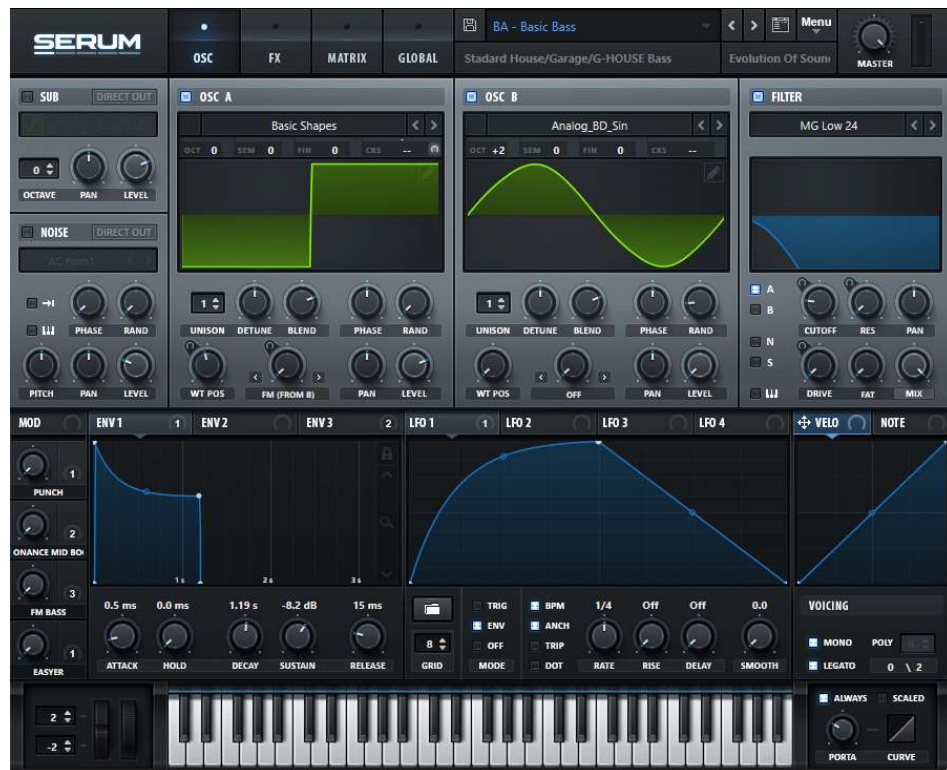 SERUM
OSC FX MATRIX GLOBAL
BA - Basic Bass
Menu
Stadard House/Garage/G-HOUSE Bass
Evolution Of Soun
MASTER
SUB DIRECT OUT
0
OCTAVE PAN LEVEL
NOISE DIRECT OUT
PHASE RAND
PITCH PAN LEVEL
OSC A
Basic Shapes
OCT 0 SEM 0 FIN 0 CRS --
1
UNISON DETUNE BLEND PHASE RAND
WT POS FM (FROM B) PAN LEVEL
OSC B
Analog_BD_Sin
OCT +2 SEM 0 FIN 0 CRS --
1
UNISON DETUNE BLEND PHASE RAND
WT POS OFF PAN LEVEL
FILTER
MG Low 24
A
B
N
S
CUTOFF RES PAN
DRIVE FAT MIX
MOD ENV 1 1 ENV 2 ENV 3 2 LFO 1 1 LFO 2 LFO 3 LFO 4 VELO NOTE
1
PUNCH
2
ONANCE MID BO
3
FM BASS
1
EASYER
1 s 2 s 3 s
0.5 ms 0.0 ms 1.19 s -8.2 dB 15 ms
ATTACK HOLD DECAY SUSTAIN RELEASE
8
GRID
TRIG
ENV
OFF
MODE
BPM
ANCH
TRIP
DOT
1/4 Off Off 0.0
RATE RISE DELAY SMOOTH
VOICING
MONO POLY
LEGATO 0 \ 2
ALWAYS SCALED
PORTA CURVE
2
-2